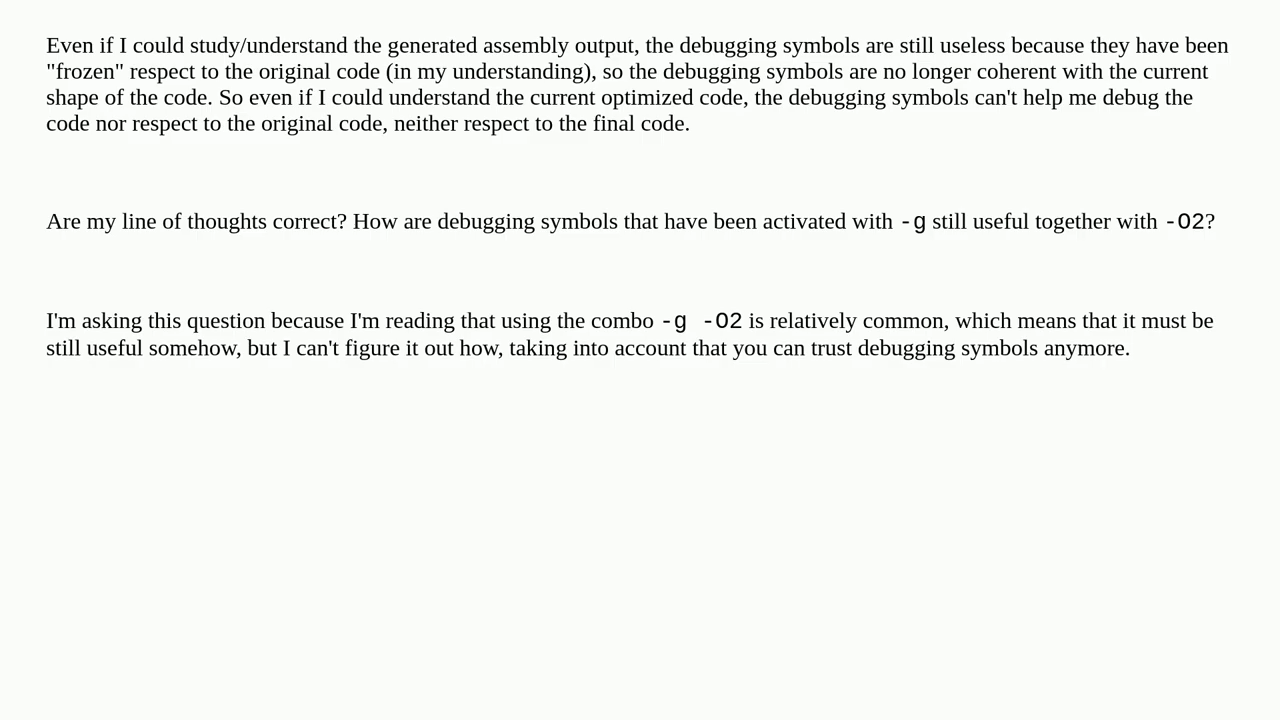 Even if I could study/understand the generated assembly output, the debugging symbols are still useless because they have been
"frozen" respect to the original code (in my understanding), so the debugging symbols are no longer coherent with the current
shape of the code. So even if I could understand the current optimized code, the debugging symbols can't help me debug the
code nor respect to the original code, neither respect to the final code.
Are my line of thoughts correct? How are debugging symbols that have been activated with -g still useful together with -O2?
I'm asking this question because I'm reading that using the combo -g -O2 is relatively common, which means that it must be
still useful somehow, but I can't figure it out how, taking into account that you can trust debugging symbols anymore.